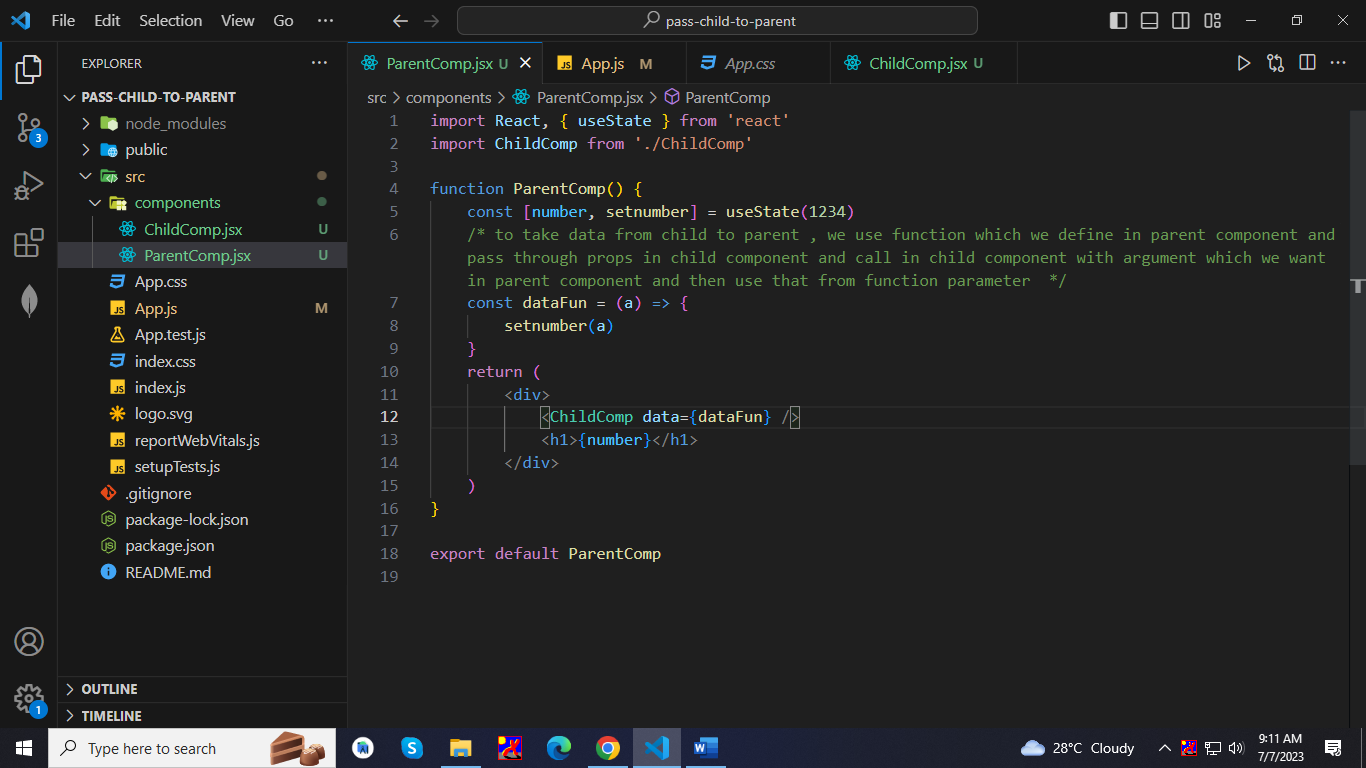 File Edit Selection View Go ···
pass-child-to-parent
EXPLORER ···
PASS-CHILD-TO-PARENT
node_modules
public
src
components
ChildComp.jsx U
ParentComp.jsx U
App.css
App.js M
App.test.js
index.css
index.js
logo.svg
reportWebVitals.js
setupTests.js
.gitignore
package-lock.json
package.json
README.md
OUTLINE
TIMELINE
3
1
ParentComp.jsx U App.js M App.css ChildComp.jsx U
src > components > ParentComp.jsx > ParentComp
1 import React, { useState } from 'react'
2 import ChildComp from './ChildComp'
3
4 function ParentComp() {
5 const [number, setnumber] = useState(1234)
6 /* to take data from child to parent , we use function which we define in parent component and
pass through props in child component and call in child component with argument which we want
in parent component and then use that from function parameter  */
7 const dataFun = (a) => {
8 setnumber(a)
9 }
10 return (
11 <div>
12 <ChildComp data={dataFun} />
13 <h1>{number}</h1>
14 </div>
15 )
16 }
17
18 export default ParentComp
19
Type here to search
28°C Cloudy
9:11 AM
7/7/2023